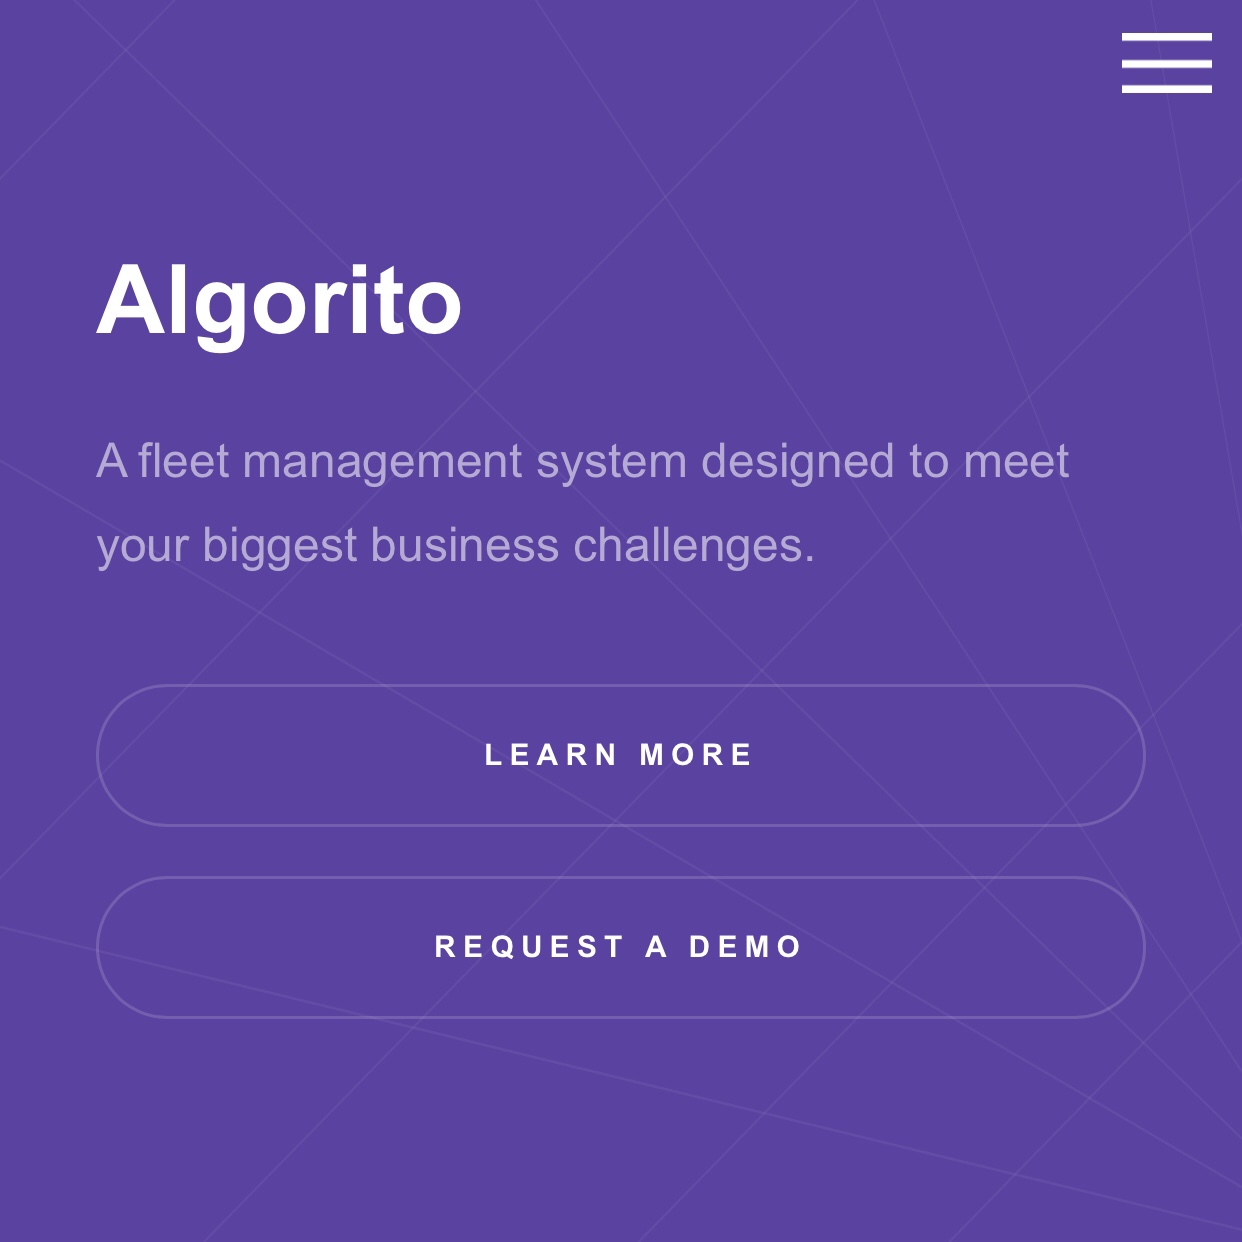 Algorito
A fleet management system designed to meet
your biggest business challenges.
LEARN MORE
REQUEST A DEMO